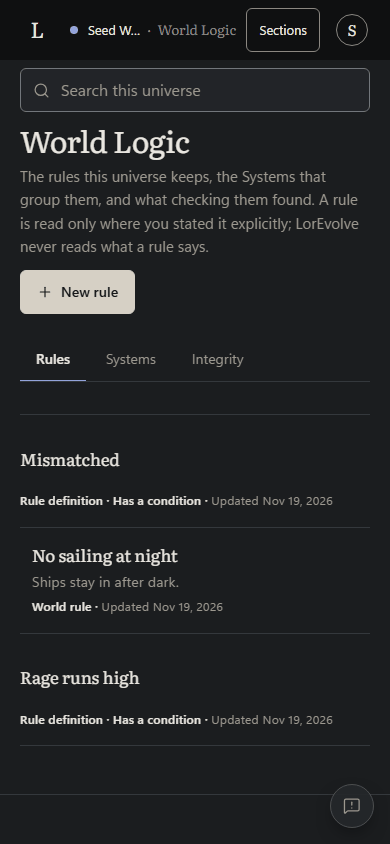 L
Seed W... · World Logic
Sections
S
Search this universe
World Logic
The rules this universe keeps, the Systems that
group them, and what checking them found. A rule
is read only where you stated it explicitly; LorEvolve
never reads what a rule says.
+ New rule
Rules
Systems
Integrity
Mismatched
Rule definition · Has a condition · Updated Nov 19, 2026
No sailing at night
Ships stay in after dark.
World rule · Updated Nov 19, 2026
Rage runs high
Rule definition · Has a condition · Updated Nov 19, 2026